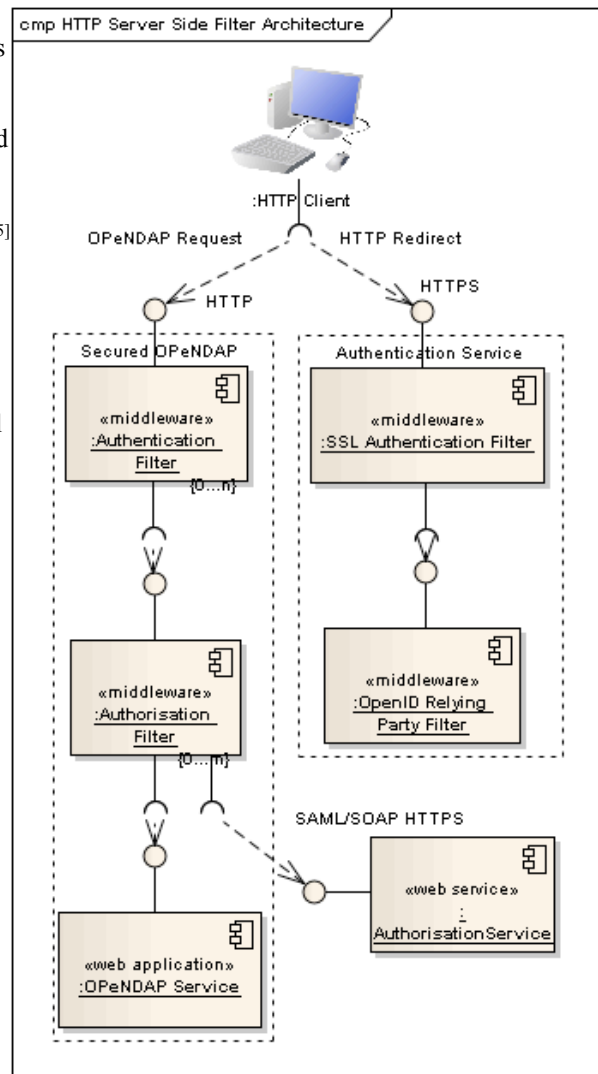 cmp HTTP Server Side Filter Architecture
s
d
5]
l
:HTTP Client
OPeNDAP Request
HTTP Redirect
HTTP
HTTPS
Secured OPeNDAP
Authentication Service
«middleware»
:Authentication
Filter
{0...n}
«middleware»
:SSL Authentication Filter
«middleware»
:Authorisation
Filter
{0...m}
«middleware»
:OpenID Relying
Party Filter
SAML/SOAP HTTPS
«web service»
:
AuthorisationService
«web application»
:OPeNDAP Service